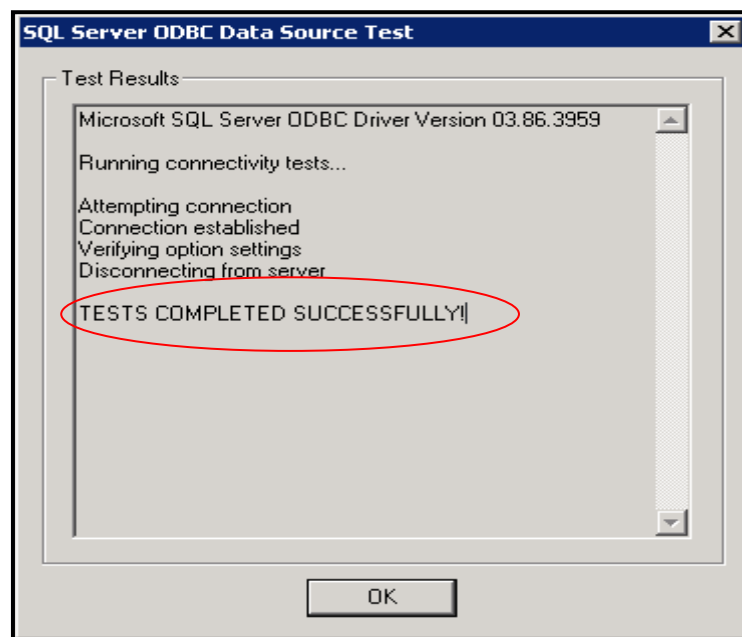 SQL Server ODBC Data Source Test
Test Results
Microsoft SQL Server ODBC Driver Version 03.86.3959
Running connectivity tests...
Attempting connection
Connection established
Verifying option settings
Disconnecting from server
TESTS COMPLETED SUCCESSFULLY!
OK